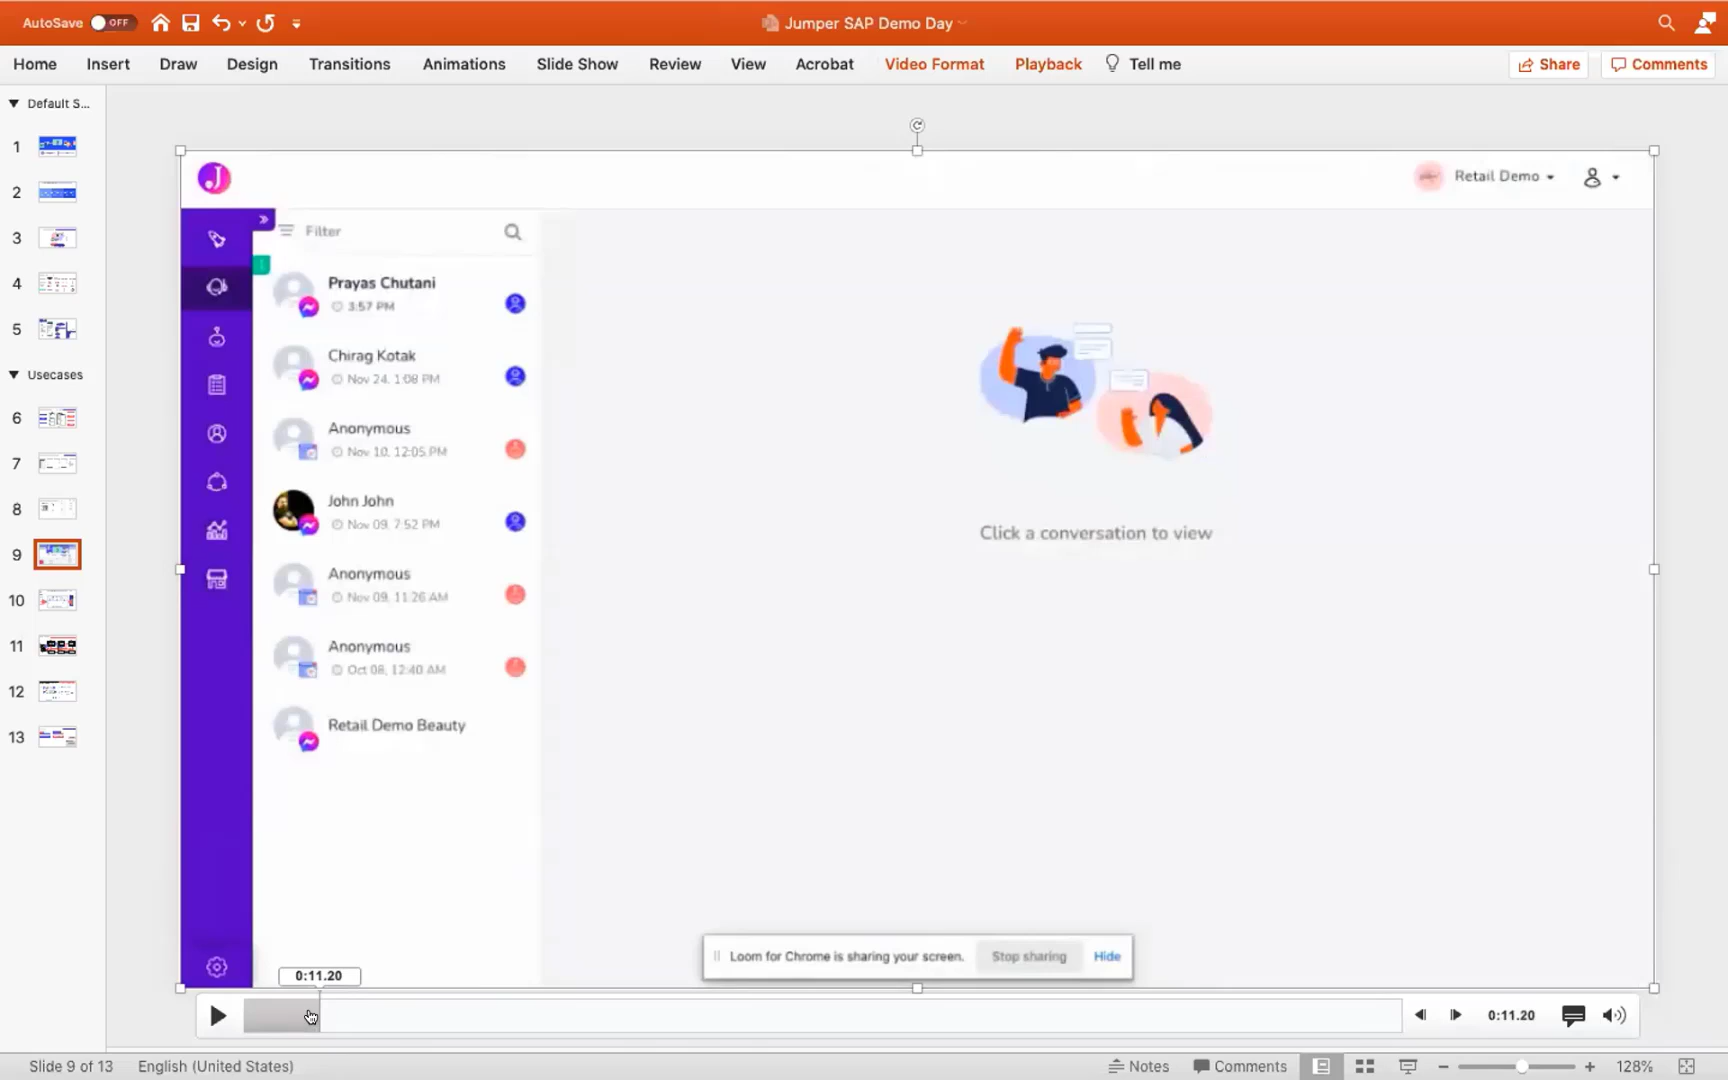 AutoSave OFF
Jumper SAP Demo Day
Home Insert Draw Design Transitions Animations Slide Show Review View Acrobat Video Format Playback Tell me Share Comments
Default S...
1
2
3
4
5
Usecases
6
7
8
9
10
11
12
13
J
Retail Demo
Filter
Prayas Chutani
3:57 PM
Chirag Kotak
Nov 24, 1:08 PM
Anonymous
Nov 10, 12:05 PM
John John
Nov 09, 7:52 PM
Anonymous
Nov 09, 11:26 AM
Anonymous
Oct 08, 12:40 AM
Retail Demo Beauty
Click a conversation to view
Loom for Chrome is sharing your screen. Stop sharing Hide
0:11.20
0:11.20
Slide 9 of 13 English (United States) Notes Comments 128%